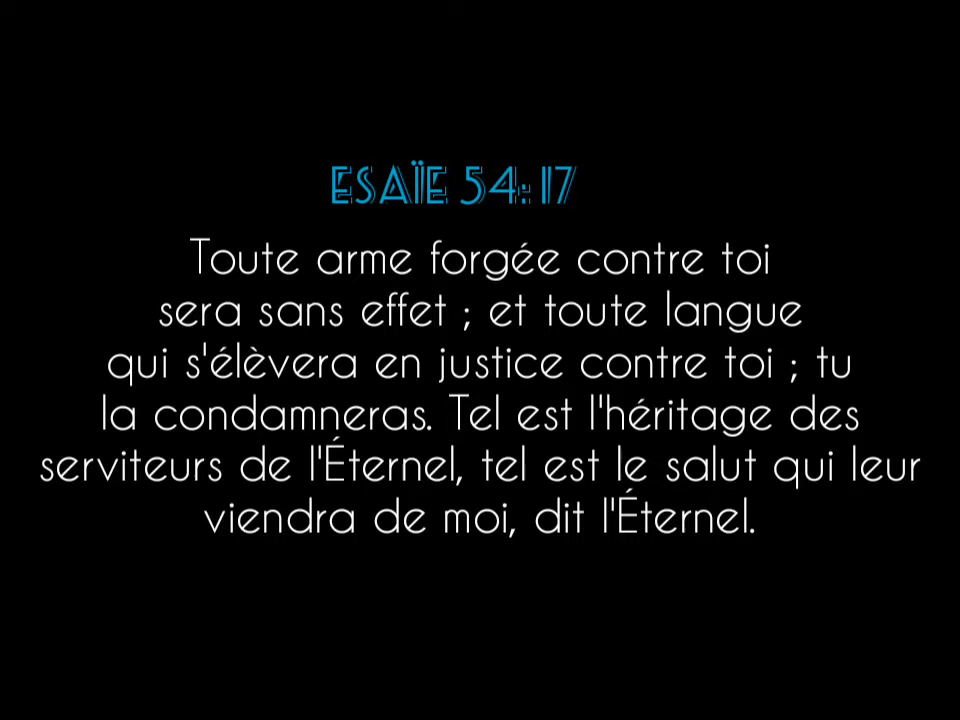 ESAÏE 54:17
Toute arme forgée contre toi
sera sans effet ; et toute langue
qui s'élèvera en justice contre toi ; tu
la condamneras. Tel est l'héritage des
serviteurs de l'Éternel, tel est le salut qui leur
viendra de moi, dit l'Éternel.